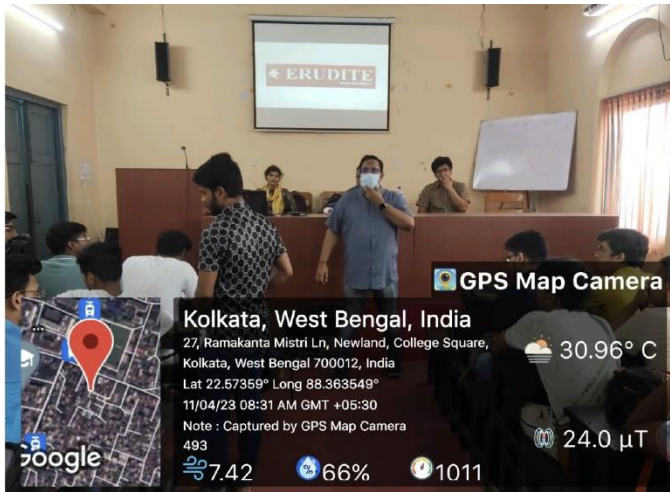 ERUDITE
GPS Map Camera
Kolkata, West Bengal, India
27, Ramakanta Mistri Ln, Newland, College Square,
Kolkata, West Bengal 700012, India
Lat 22.57359° Long 88.363549°
11/04/23 08:31 AM GMT +05:30
Note : Captured by GPS Map Camera
493
30.96° C
24.0 µT
7.42
66%
1011
Google